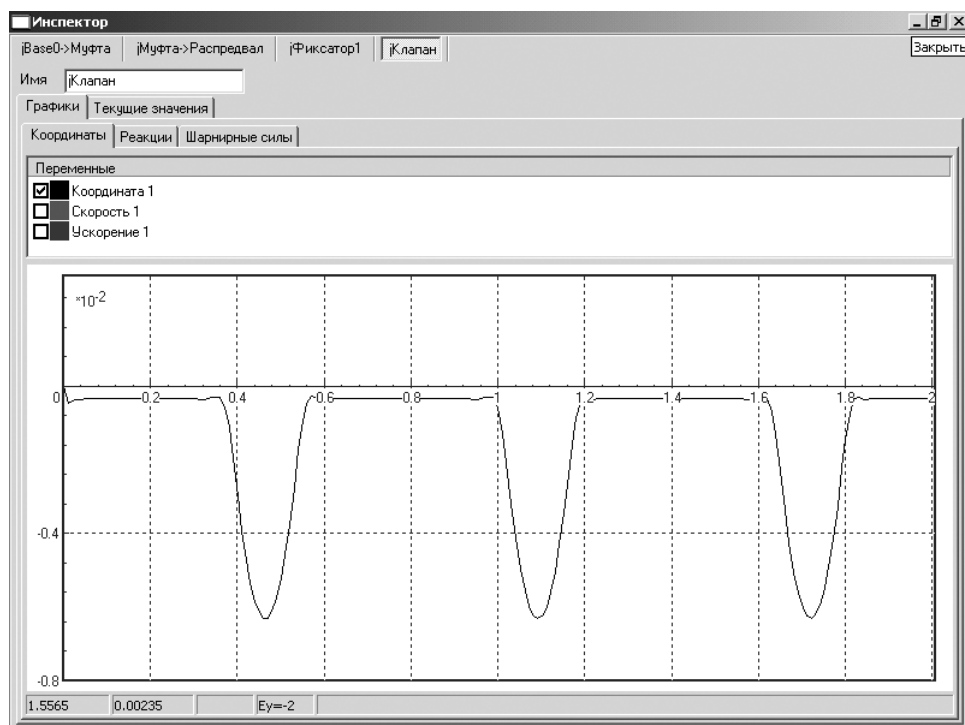 Инспектор
jBase0->Муфта jМуфта->Распредвал jФиксатор1 jКлапан
Закрыть
Имя jКлапан
Графики Текущие значения
Координаты Реакции Шарнирные силы
Переменные
Координата 1
Скорость 1
Ускорение 1
*10-2
0 0.2 0.4 0.6 0.8 1 1.2 1.4 1.6 1.8 2
-0.4
-0.8
1.5565 0.00235 Ey=-2